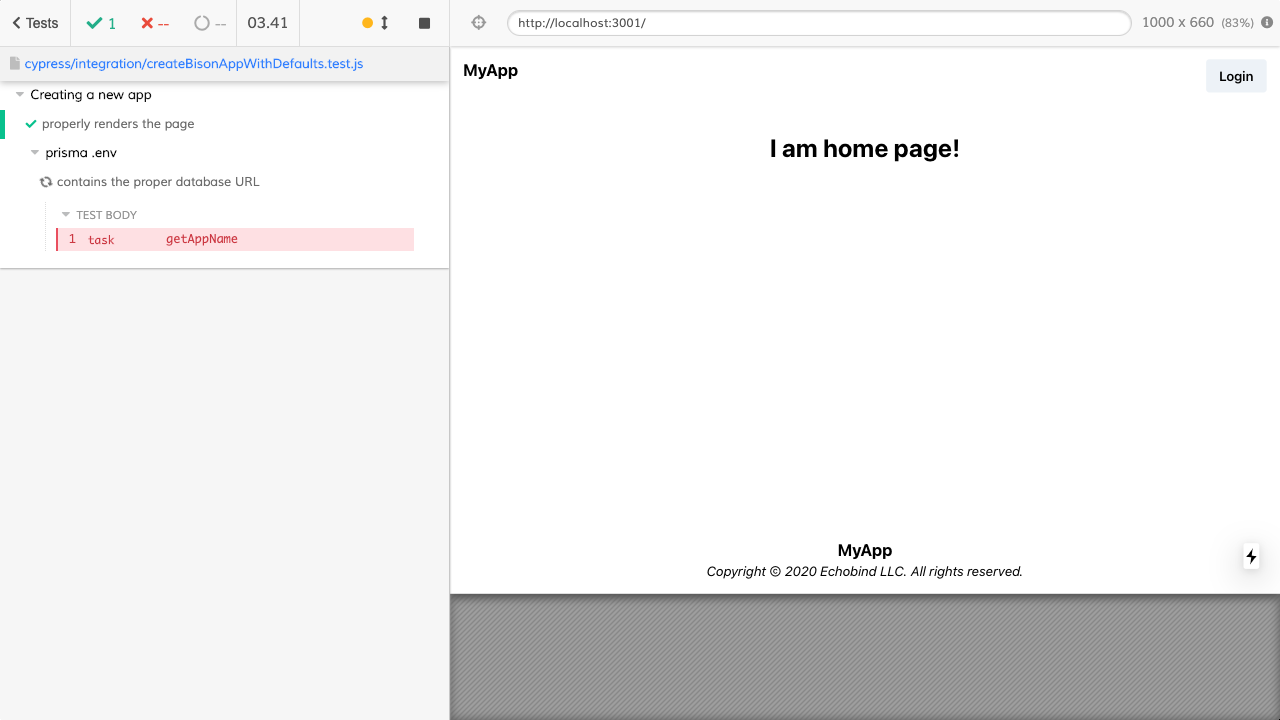 Tests
1
--
--
03.41
http://localhost:3001/
1000 x 660 (83%)
cypress/integration/createBisonAppWithDefaults.test.js
Creating a new app
properly renders the page
prisma .env
contains the proper database URL
TEST BODY
1 task getAppName
MyApp
Login
I am home page!
MyApp
Copyright © 2020 Echobind LLC. All rights reserved.